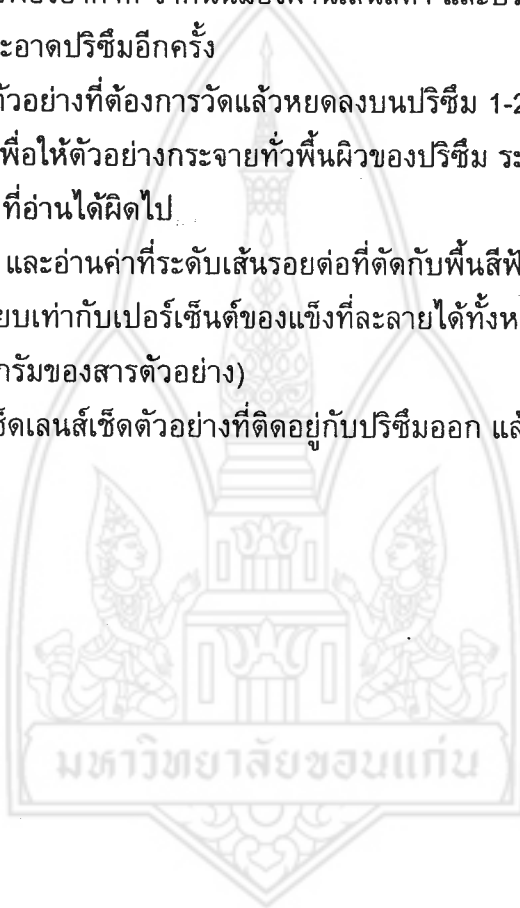 ะอาดปริซึมอีกครั้ง
ตัวอย่างที่ต้องการวัดแล้วหยดลงบนปริซึม 1-2
พื่อให้ตัวอย่างกระจายทั่วพื้นผิวของปริซึม ระ
ที่อ่านได้ผิดไป
และอ่านค่าที่ระดับเส้นรอยต่อที่ตัดกับพื้นสีฟ้
ยบเท่ากับเปอร์เซ็นต์ของแข็งที่ละลายได้ทั้งห
กรัมของสารตัวอย่าง)
ช็ดเลนส์เช็ดตัวอย่างที่ติดอยู่กับปริซึมออก แล้
มหาวิทยาลัยขอนแก่น